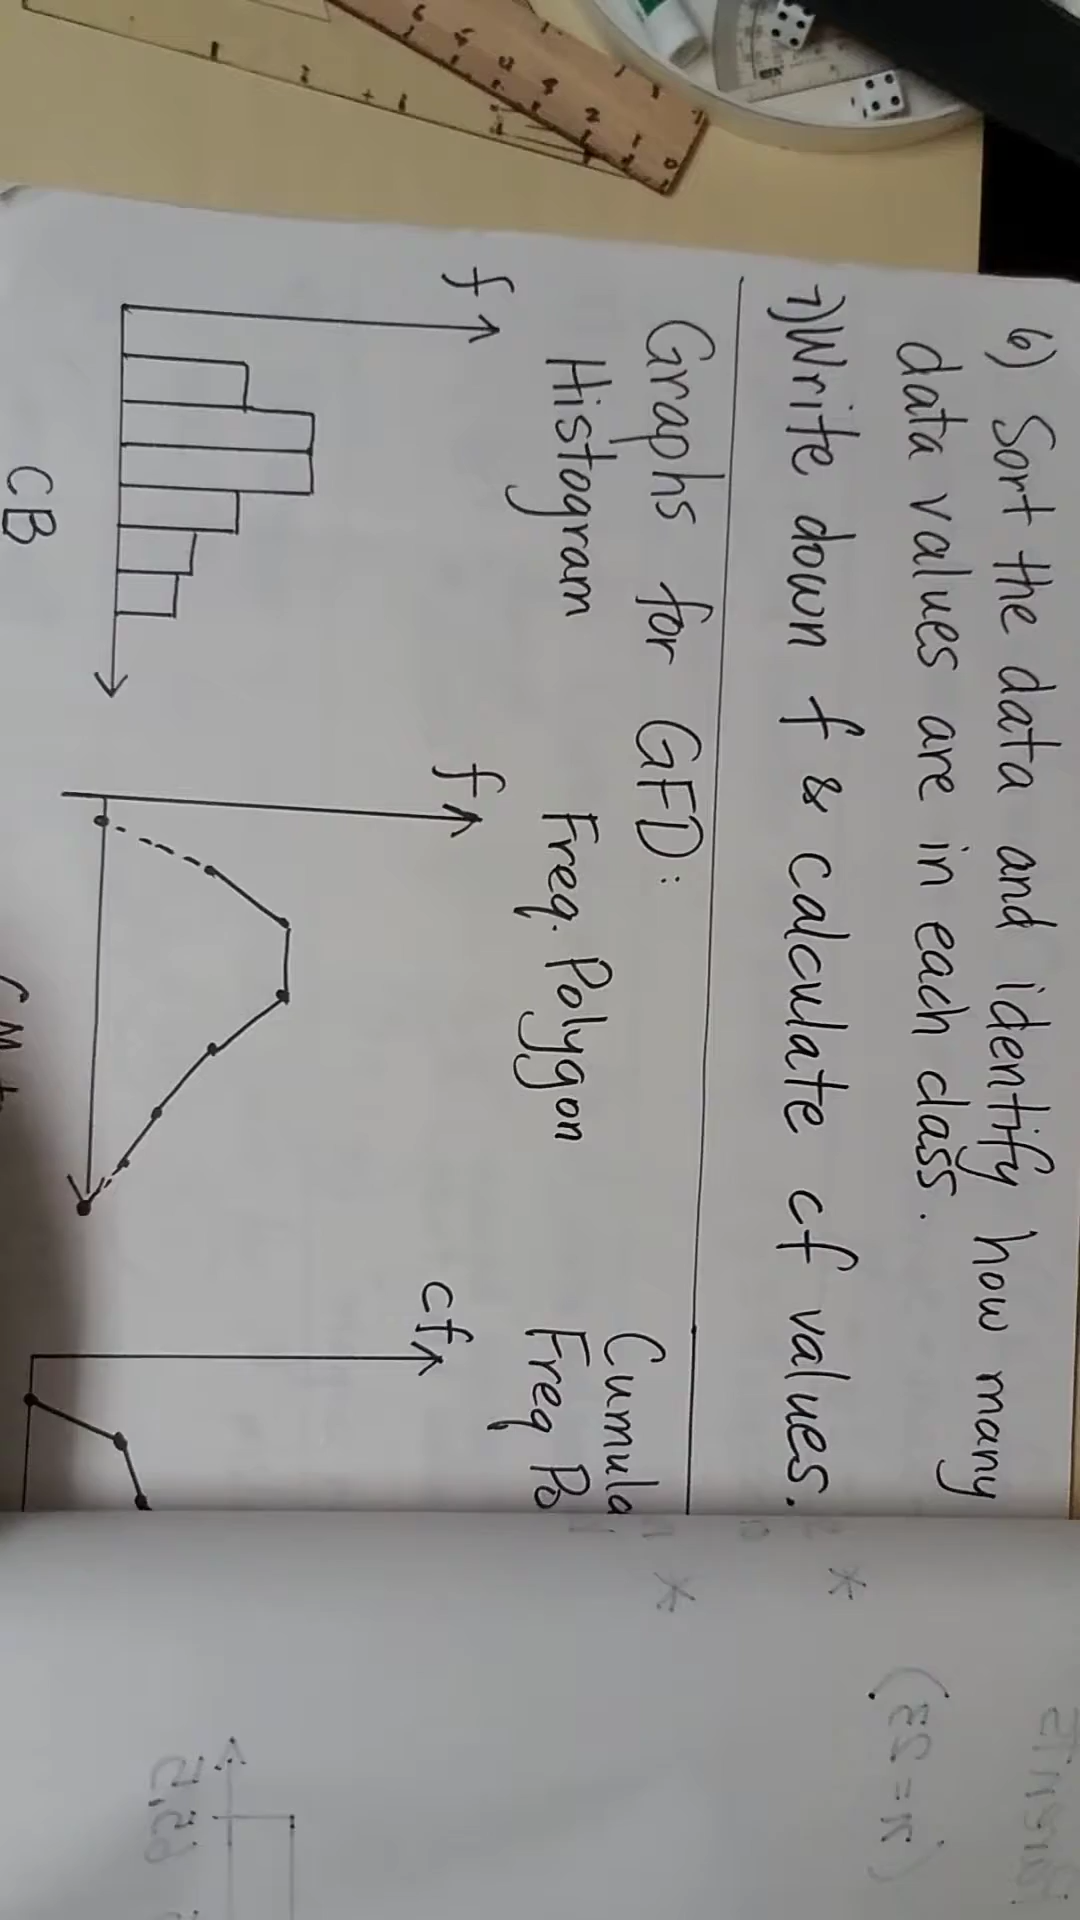 6) Sort the data and identify how many
data values are in each class.
7) Write down f & calculate cf values.
Graphs for GFD:
Histogram
Freq. Polygon
Cumula
Freq Po
f
f
cf
CB